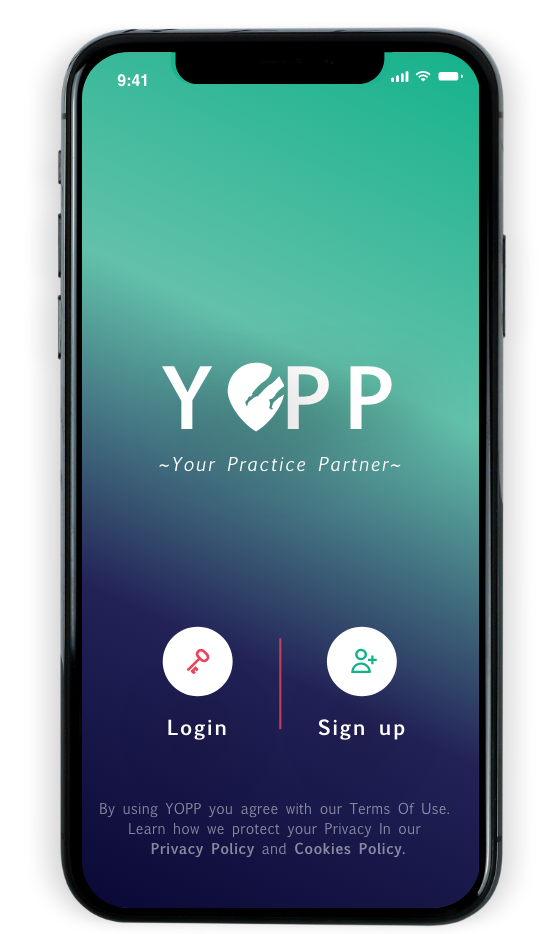 9:41
YOPP
~Your Practice Partner~
Login
Sign up
By using YOPP you agree with our Terms Of Use.
Learn how we protect your Privacy In our
Privacy Policy and Cookies Policy.